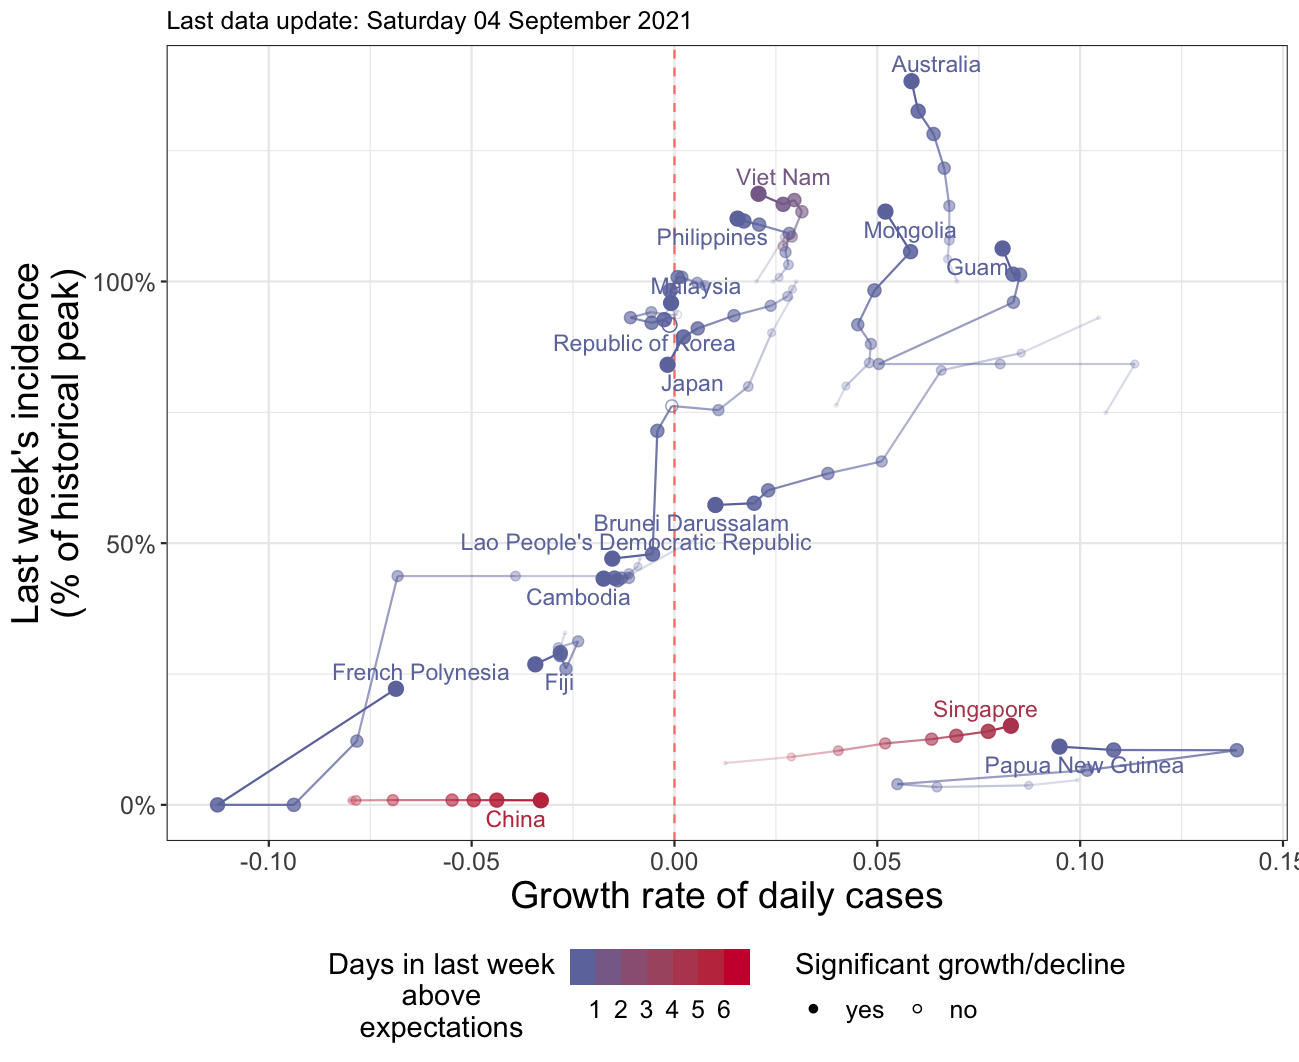 Last data update: Saturday 04 September 2021
Australia
Viet Nam
Philippines
Mongolia
Guam
Malaysia
Republic of Korea
Japan
Brunei Darussalam
Lao People's Democratic Republic
Cambodia
French Polynesia
Fiji
Singapore
Papua New Guinea
China
Last week's incidence
(% of historical peak)
100%
50%
0%
-0.10 -0.05 0.00 0.05 0.10 0.15
Growth rate of daily cases
Days in last week
above
expectations
1 2 3 4 5 6
Significant growth/decline
yes no